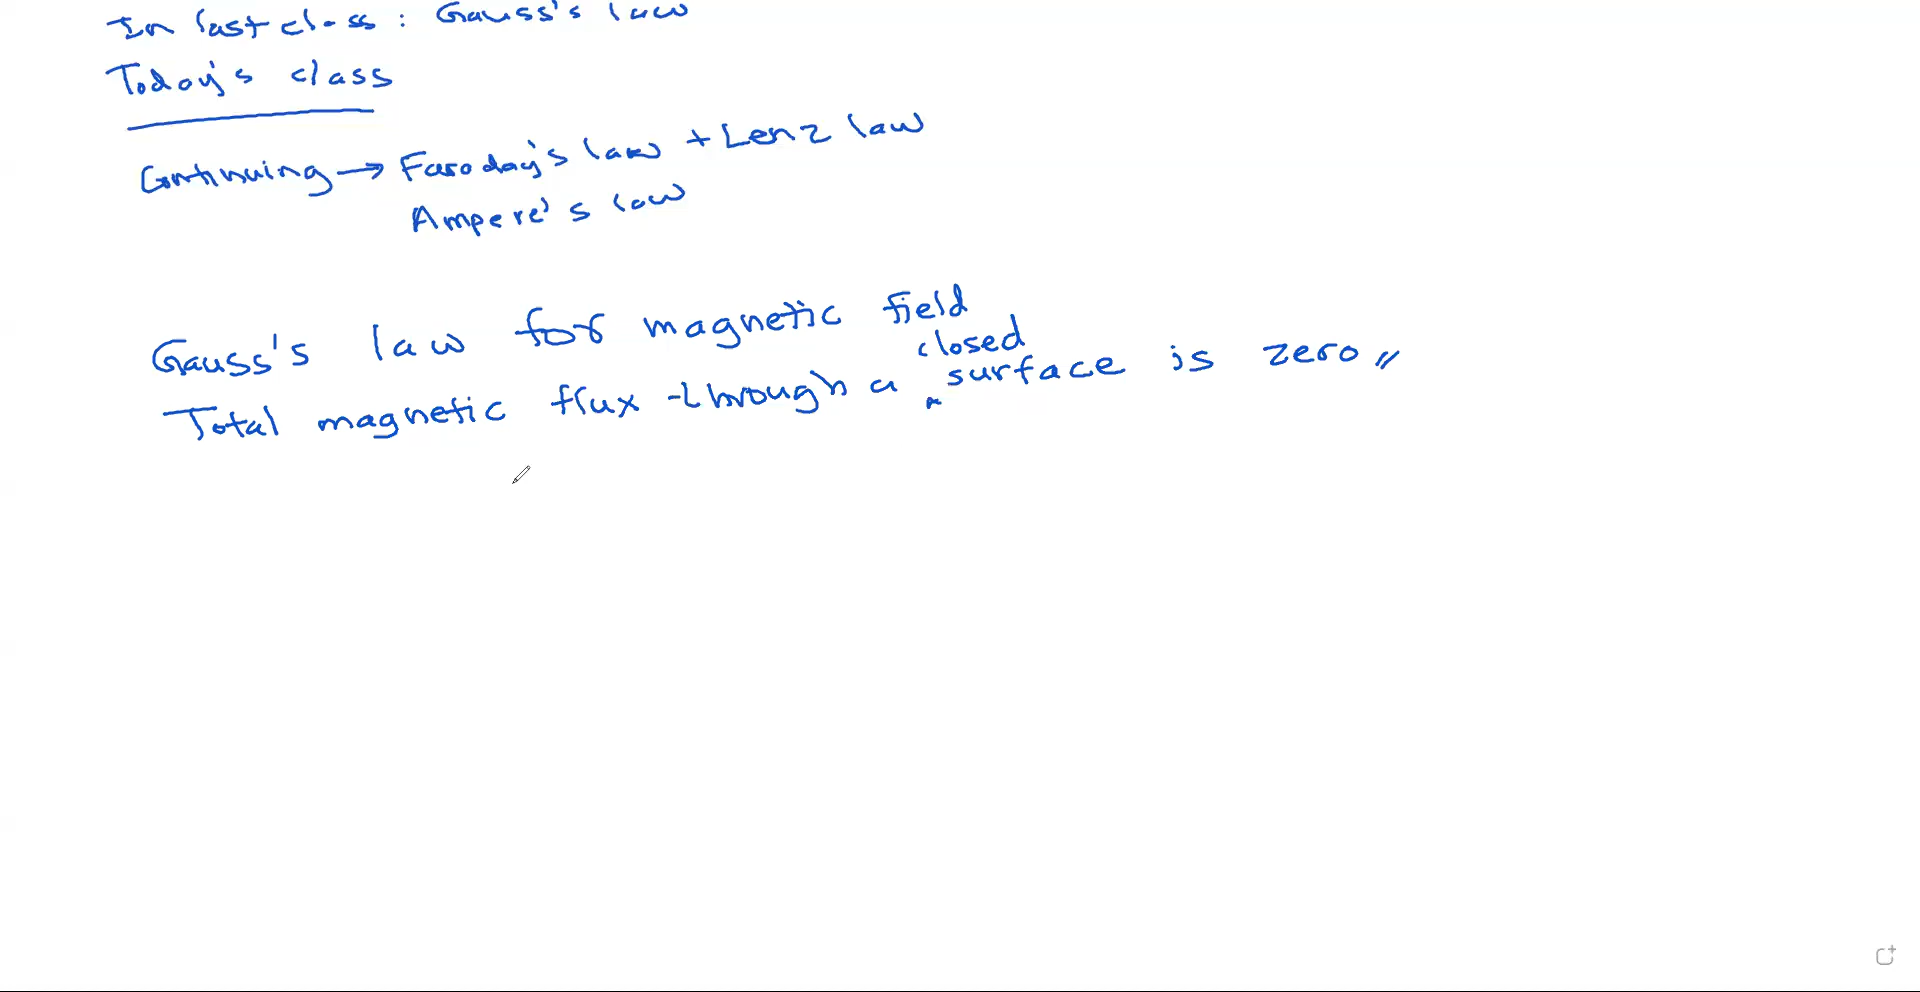 In last class : Gauss's law
Today's class
Continuing → Faraday's law + Lenz law
Ampere's law
Gauss's law for magnetic field
closed
Total magnetic flux through a ^ surface is zero //